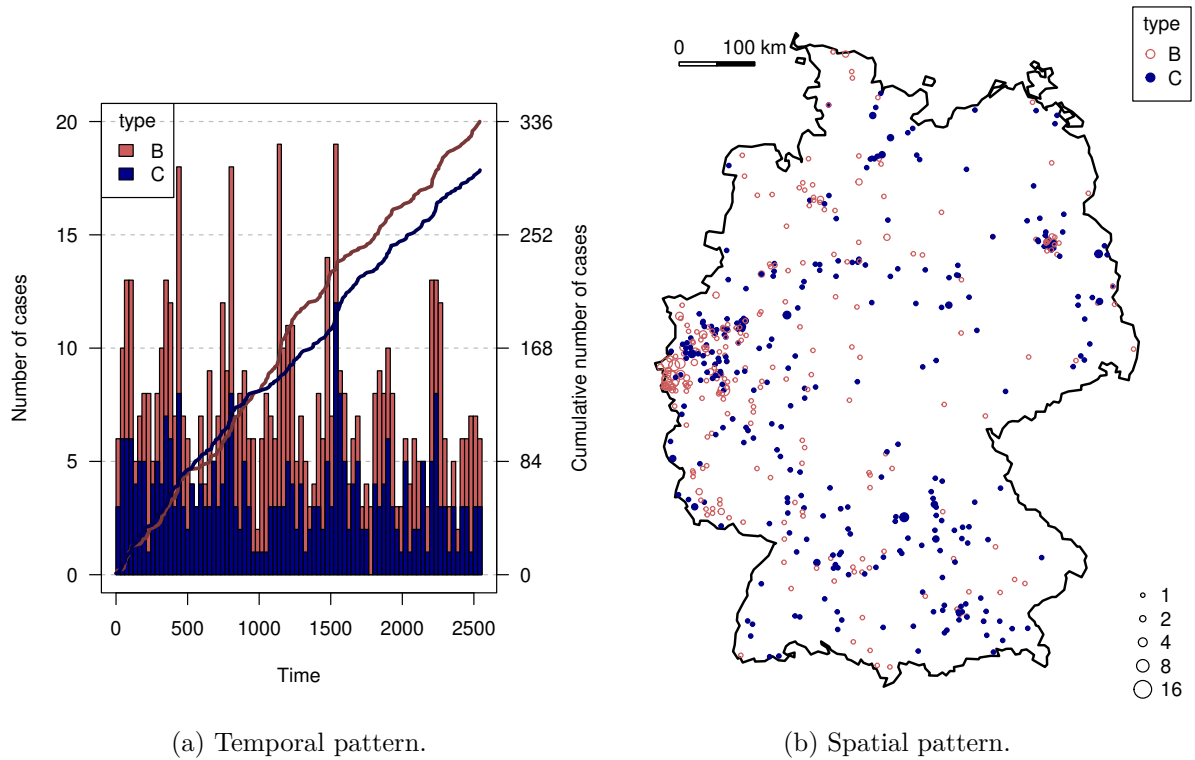 type
B
C
Number of cases
0
5
10
15
20
Cumulative number of cases
0
84
168
252
336
0
500
1000
1500
2000
2500
Time
0
100 km
type
B
C
1
2
4
8
16
(a) Temporal pattern.
(b) Spatial pattern.